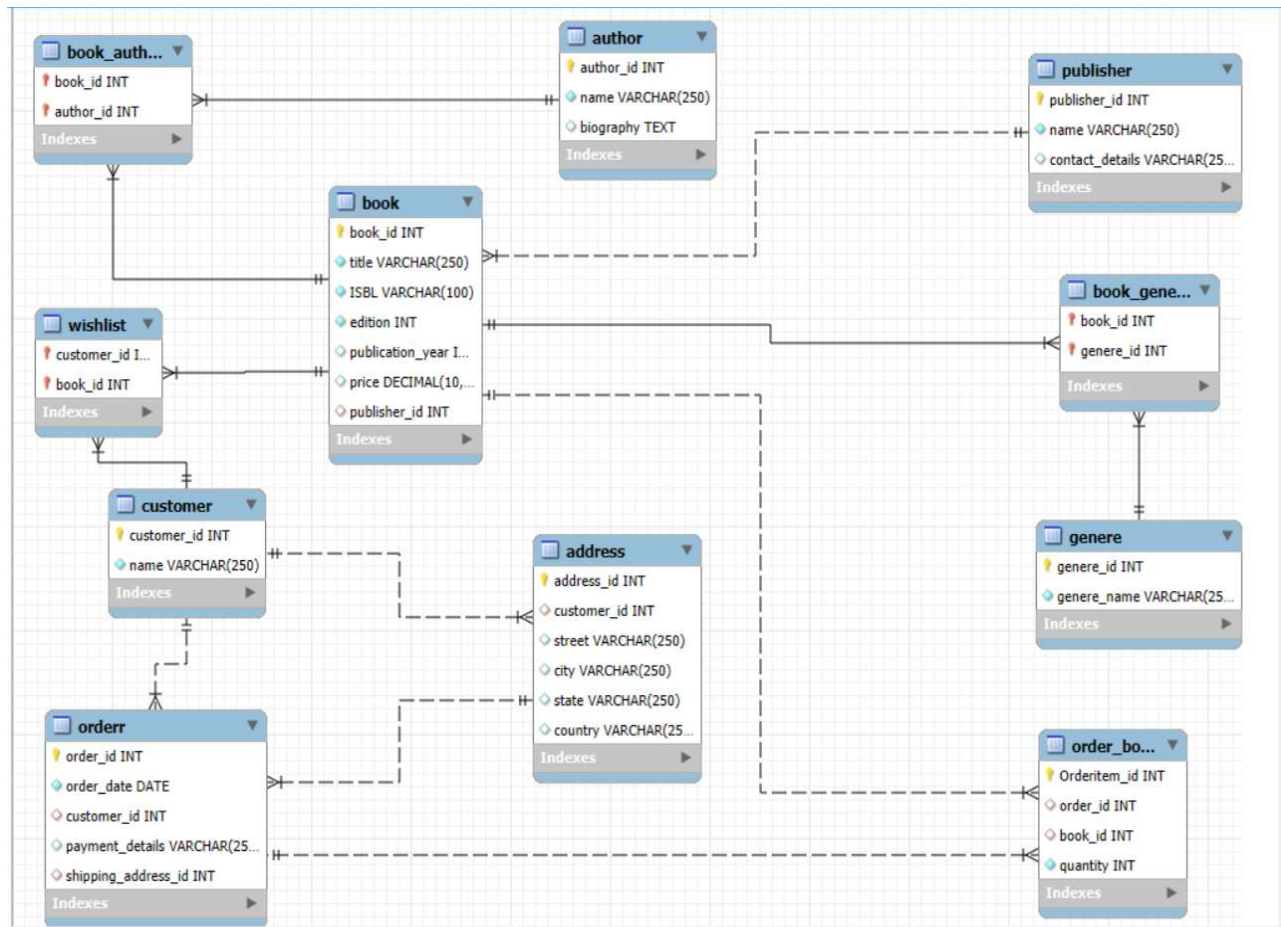 book_auth...
book_id INT
author_id INT
Indexes
author
author_id INT
name VARCHAR(250)
biography TEXT
Indexes
publisher
publisher_id INT
name VARCHAR(250)
contact_details VARCHAR(25...
Indexes
book
book_id INT
title VARCHAR(250)
ISBL VARCHAR(100)
edition INT
publication_year I...
price DECIMAL(10,...
publisher_id INT
Indexes
book_gene...
book_id INT
genere_id INT
Indexes
wishlist
customer_id I...
book_id INT
Indexes
customer
customer_id INT
name VARCHAR(250)
Indexes
address
address_id INT
customer_id INT
street VARCHAR(250)
city VARCHAR(250)
state VARCHAR(250)
country VARCHAR(25...
Indexes
genere
genere_id INT
genere_name VARCHAR(25...
Indexes
orderr
order_id INT
order_date DATE
customer_id INT
payment_details VARCHAR(25...
shipping_address_id INT
Indexes
order_bo...
Orderitem_id INT
order_id INT
book_id INT
quantity INT
Indexes